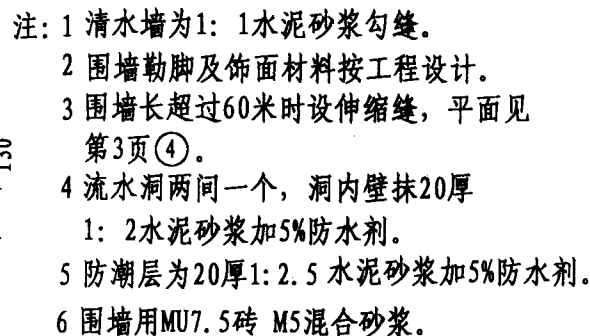 注: 1 清水墙为1: 1水泥砂浆勾缝。
2 围墙勒脚及饰面材料按工程设计.
3 围墙长超过60米时设伸缩缝, 平面见
第3页④。
4 流水洞两间一个, 洞内壁抹20厚
1: 2水泥砂浆加5%防水剂。
5 防潮层为20厚1:2.5 水泥砂浆加5%防水剂.
6 围墙用MU7.5砖 M5混合砂浆。
130